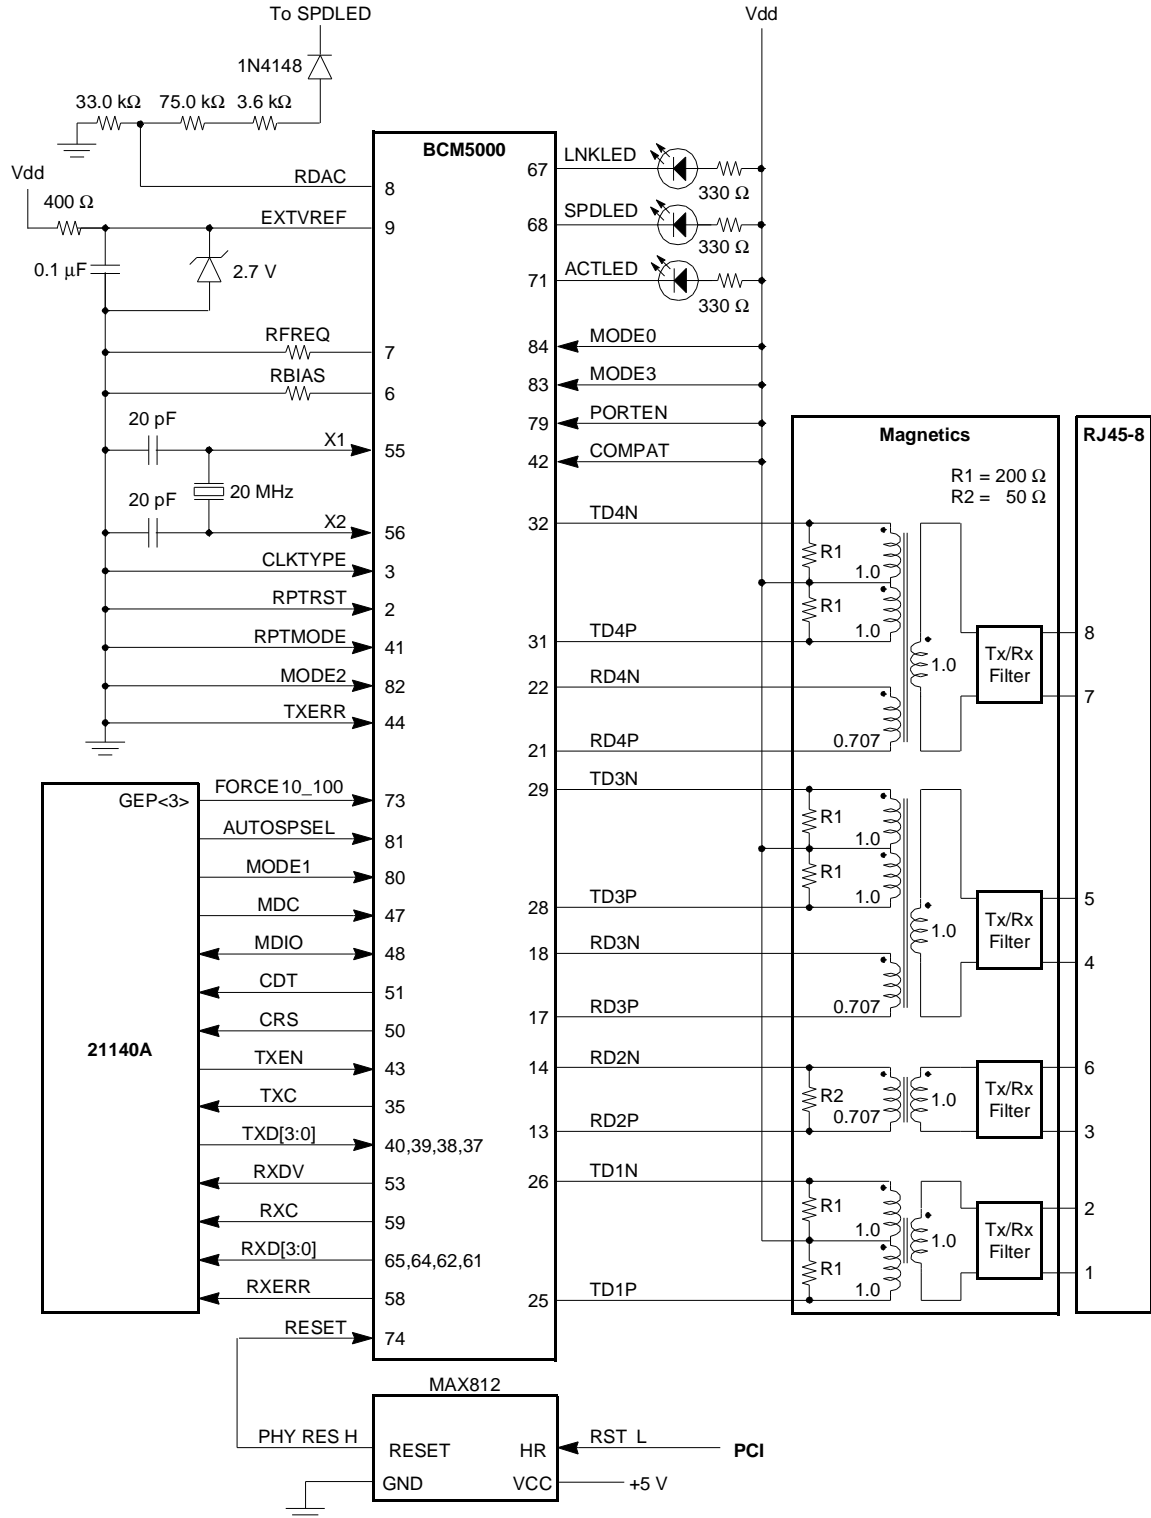 To SPDLED
Vdd
1N4148
33.0 kΩ 75.0 kΩ 3.6 kΩ
BCM5000
Vdd
RDAC 8
400 Ω
EXTVREF 9
0.1 µF
2.7 V
RFREQ 7
RBIAS 6
20 pF
X1 55
20 MHz
20 pF
X2 56
CLKTYPE 3
RPTRST 2
RPTMODE 41
MODE2 82
TXERR 44
67 LNKLED
330 Ω
68 SPDLED
330 Ω
71 ACTLED
330 Ω
84 MODE0
83 MODE3
79 PORTEN
42 COMPAT
32 TD4N
31 TD4P
22 RD4N
21 RD4P
29 TD3N
28 TD3P
18 RD3N
17 RD3P
14 RD2N
13 RD2P
26 TD1N
25 TD1P
Magnetics
R1 = 200 Ω
R2 = 50 Ω
R1
1.0
R1
1.0
1.0
0.707
Tx/Rx
Filter
R1
1.0
R1
1.0
1.0
0.707
Tx/Rx
Filter
R2
0.707
1.0
Tx/Rx
Filter
R1
1.0
R1
1.0
1.0
Tx/Rx
Filter
RJ45-8
8
7
5
4
6
3
2
1
21140A
GEP<3>
FORCE10_100 73
AUTOSPSEL 81
MODE1 80
MDC 47
MDIO 48
CDT 51
CRS 50
TXEN 43
TXC 35
TXD[3:0] 40,39,38,37
RXDV 53
RXC 59
RXD[3:0] 65,64,62,61
RXERR 58
RESET 74
MAX812
PHY RES H RESET
HR RST L PCI
GND VCC +5 V